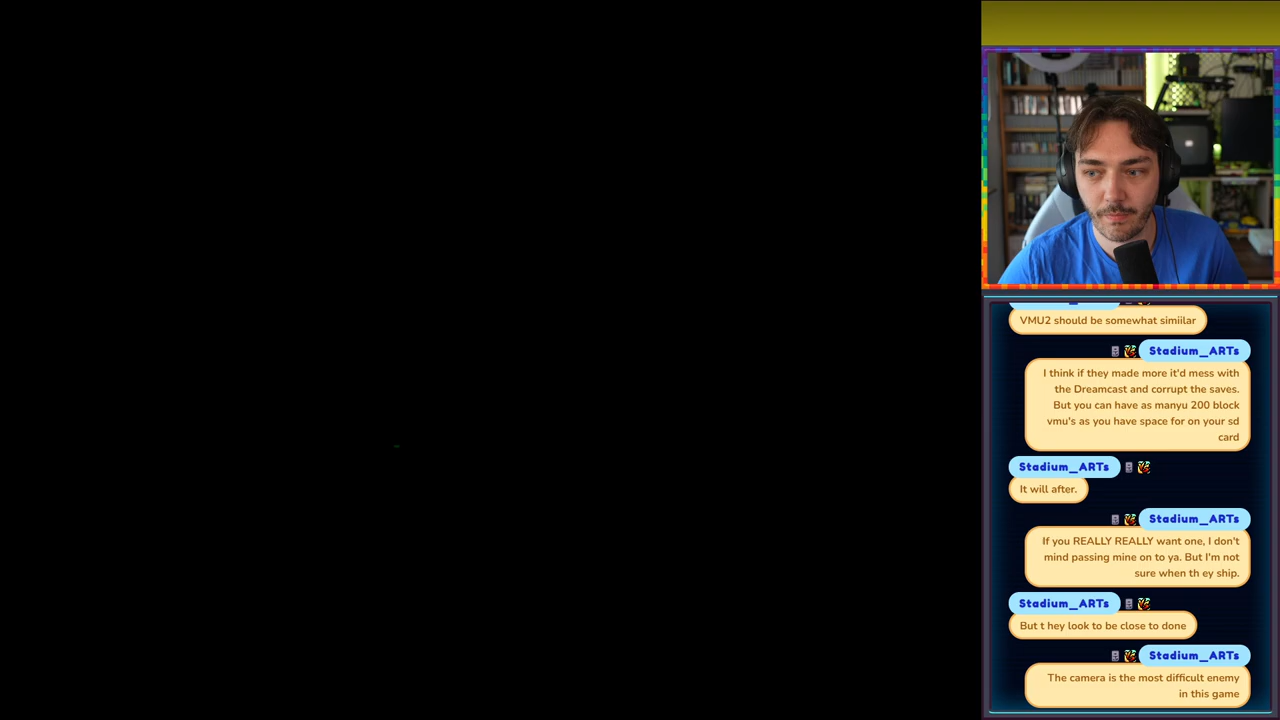 VMU2 should be somewhat simiilar
Stadium_ARTs
I think if they made more it'd mess with
the Dreamcast and corrupt the saves.
But you can have as manyu 200 block
vmu's as you have space for on your sd
card
Stadium_ARTs
It will after.
Stadium_ARTs
If you REALLY REALLY want one, I don't
mind passing mine on to ya. But I'm not
sure when th ey ship.
Stadium_ARTs
But t hey look to be close to done
Stadium_ARTs
The camera is the most difficult enemy
in this game